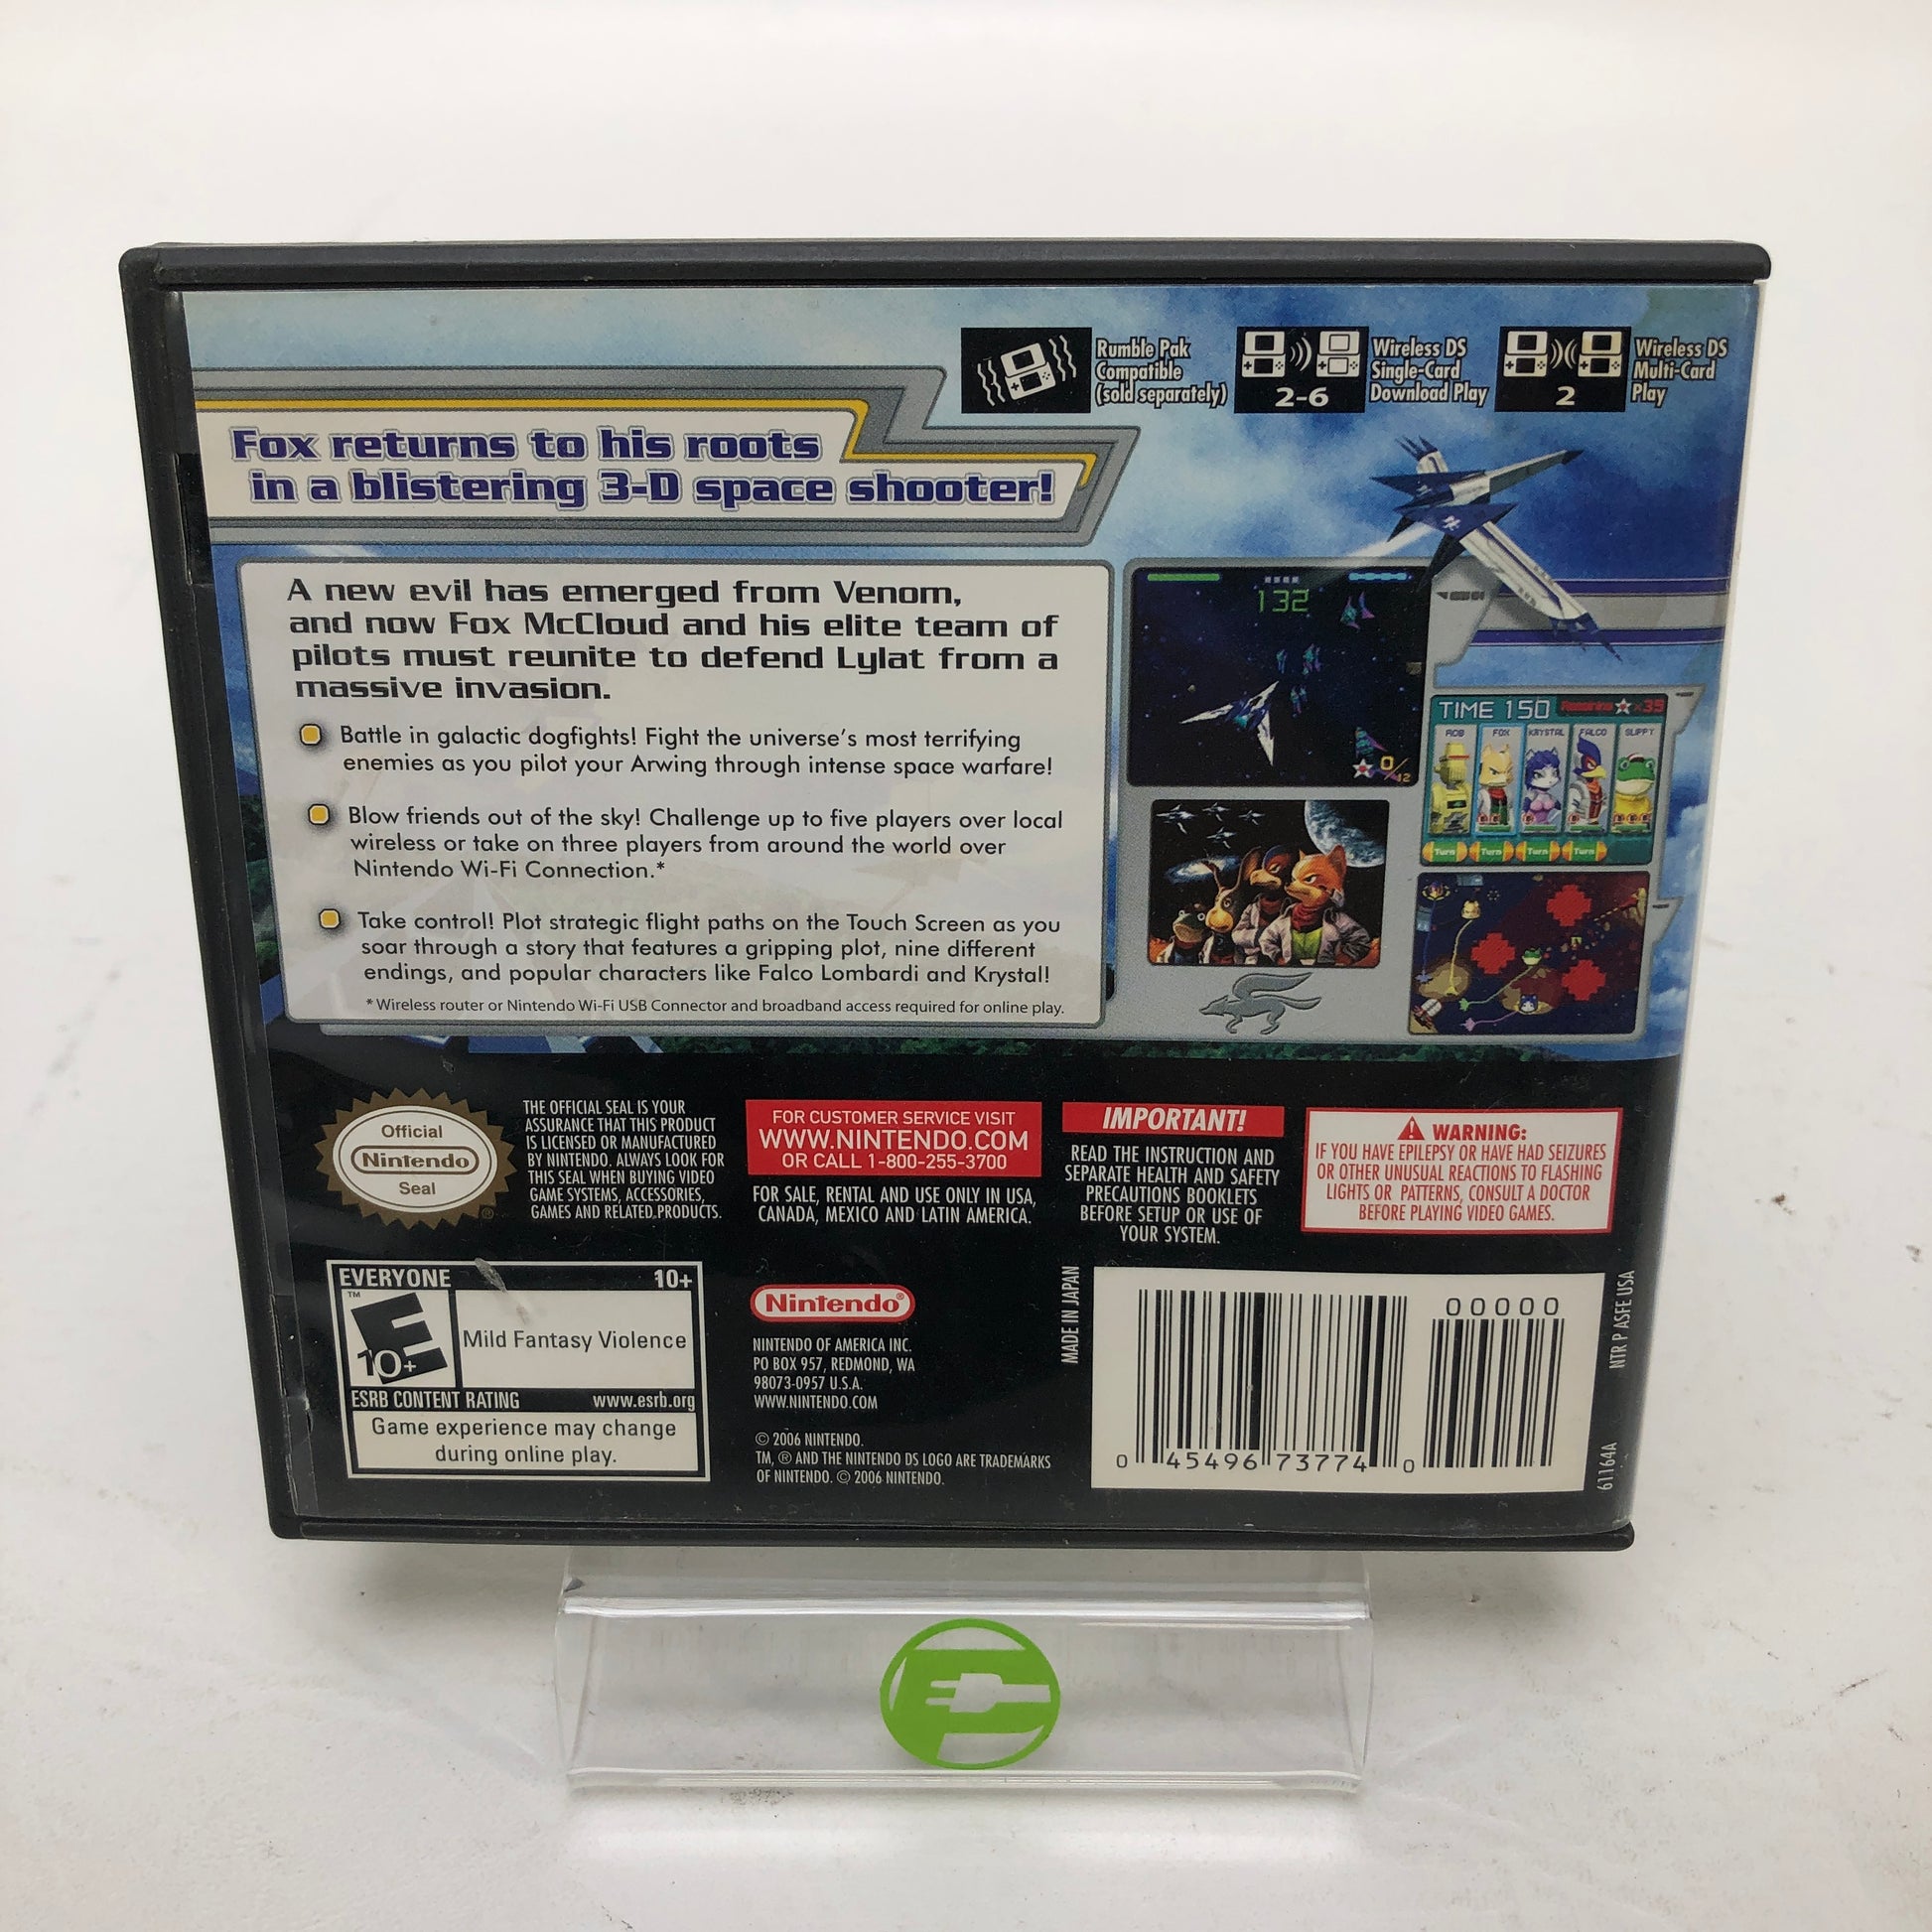 Rumble Pak
Compatible
(sold separately)
2-6
Wireless DS
Single-Card
Download Play
2
Wireless DS
Multi-Card
Play
Fox returns to his roots
in a blistering 3-D space shooter!
A new evil has emerged from Venom,
and now Fox McCloud and his elite team of
pilots must reunite to defend Lylat from a
massive invasion.
Battle in galactic dogfights! Fight the universe's most terrifying
enemies as you pilot your Arwing through intense space warfare!
Blow friends out of the sky! Challenge up to five players over local
wireless or take on three players from around the world over
Nintendo Wi-Fi Connection.*
Take control! Plot strategic flight paths on the Touch Screen as you
soar through a story that features a gripping plot, nine different
endings, and popular characters like Falco Lombardi and Krystal!
* Wireless router or Nintendo Wi-Fi USB Connector and broadband access required for online play.
132
0/12
TIME 150
x35
ROB FOX KRYSTAL FALCO SLIPPY
Turn Turn Turn Turn
Official
Nintendo
Seal
THE OFFICIAL SEAL IS YOUR
ASSURANCE THAT THIS PRODUCT
IS LICENSED OR MANUFACTURED
BY NINTENDO. ALWAYS LOOK FOR
THIS SEAL WHEN BUYING VIDEO
GAME SYSTEMS, ACCESSORIES,
GAMES AND RELATED PRODUCTS.
FOR CUSTOMER SERVICE VISIT
WWW.NINTENDO.COM
OR CALL 1-800-255-3700
FOR SALE, RENTAL AND USE ONLY IN USA,
CANADA, MEXICO AND LATIN AMERICA.
IMPORTANT!
READ THE INSTRUCTION AND
SEPARATE HEALTH AND SAFETY
PRECAUTIONS BOOKLETS
BEFORE SETUP OR USE OF
YOUR SYSTEM.
WARNING:
IF YOU HAVE EPILEPSY OR HAVE HAD SEIZURES
OR OTHER UNUSUAL REACTIONS TO FLASHING
LIGHTS OR PATTERNS, CONSULT A DOCTOR
BEFORE PLAYING VIDEO GAMES.
EVERYONE 10+
TM
E
10+
Mild Fantasy Violence
ESRB CONTENT RATING www.esrb.org
Game experience may change
during online play.
Nintendo®
NINTENDO OF AMERICA INC.
PO BOX 957, REDMOND, WA
98073-0957 U.S.A.
WWW.NINTENDO.COM
© 2006 NINTENDO.
TM, ® AND THE NINTENDO DS LOGO ARE TRADEMARKS
OF NINTENDO. © 2006 NINTENDO.
MADE IN JAPAN
00000
0 45496 73774 0
NTR P ASFE USA
61164A